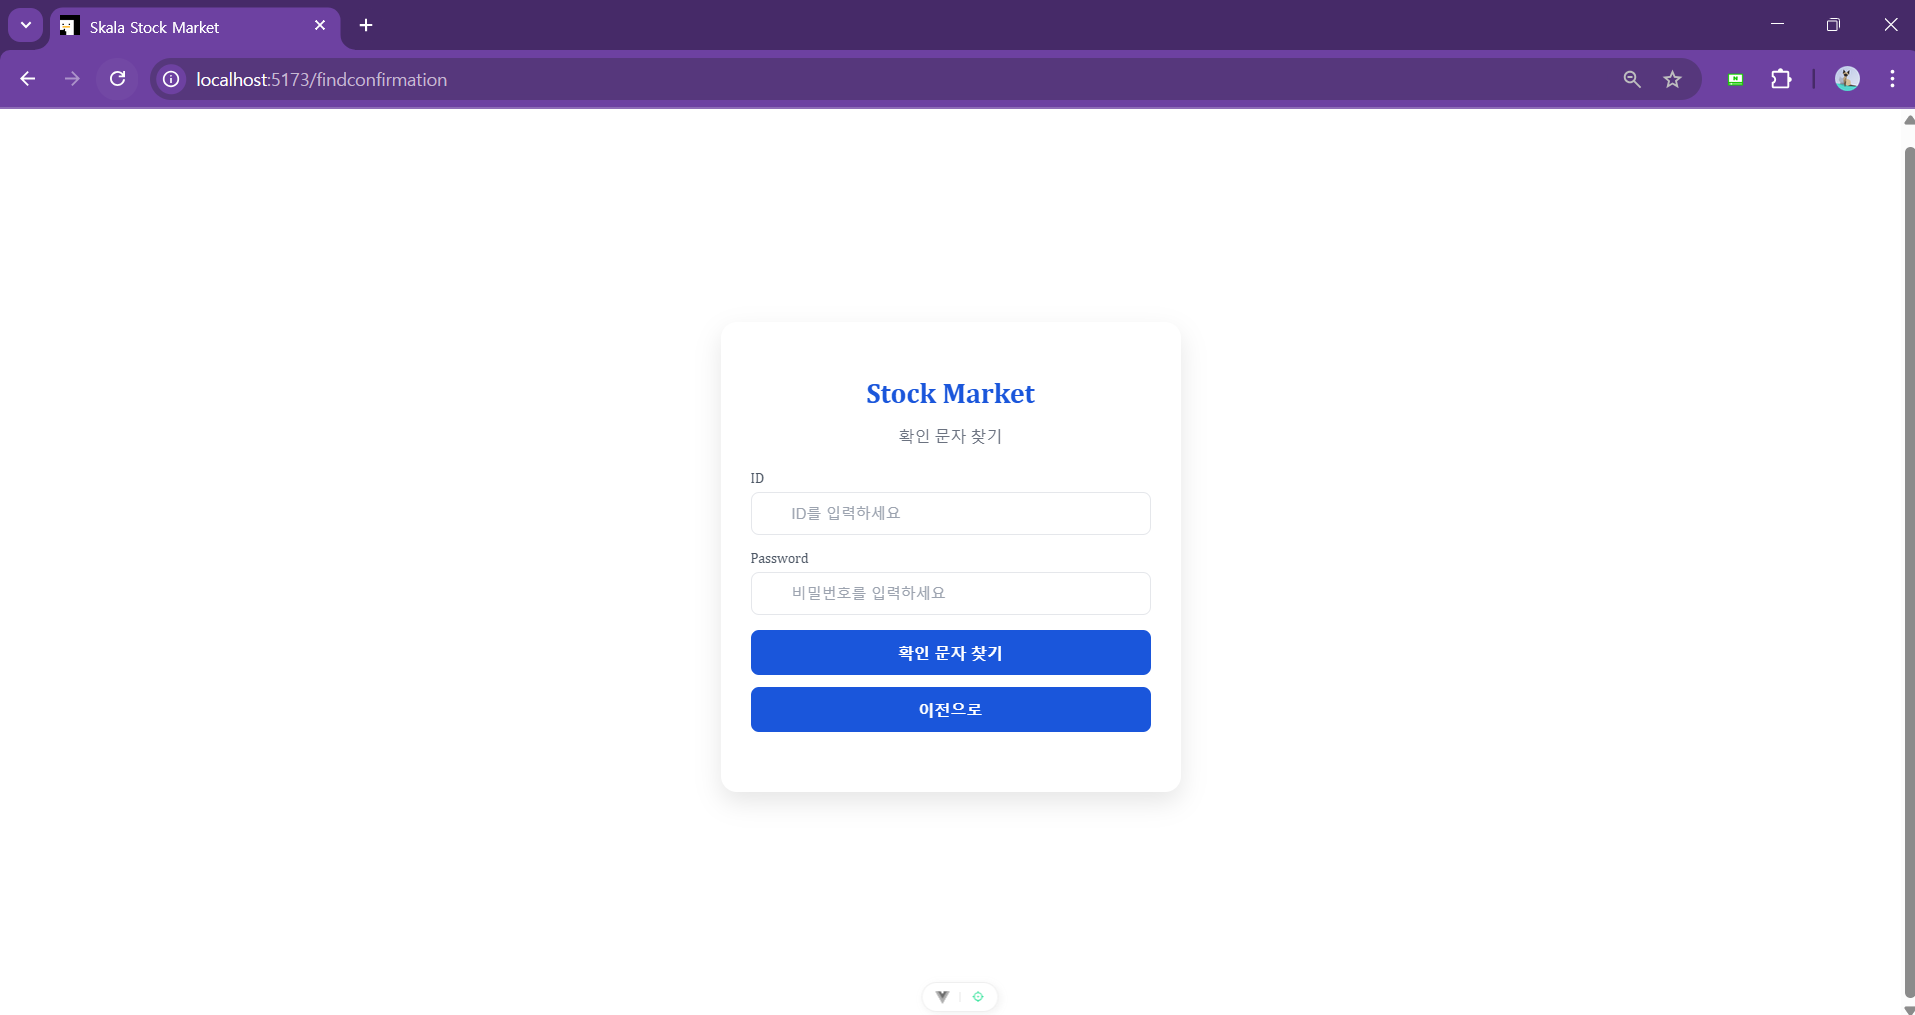 Skala Stock Market
localhost:5173/findconfirmation
Stock Market
확인 문자 찾기
ID
ID를 입력하세요
Password
비밀번호를 입력하세요
확인 문자 찾기
이전으로